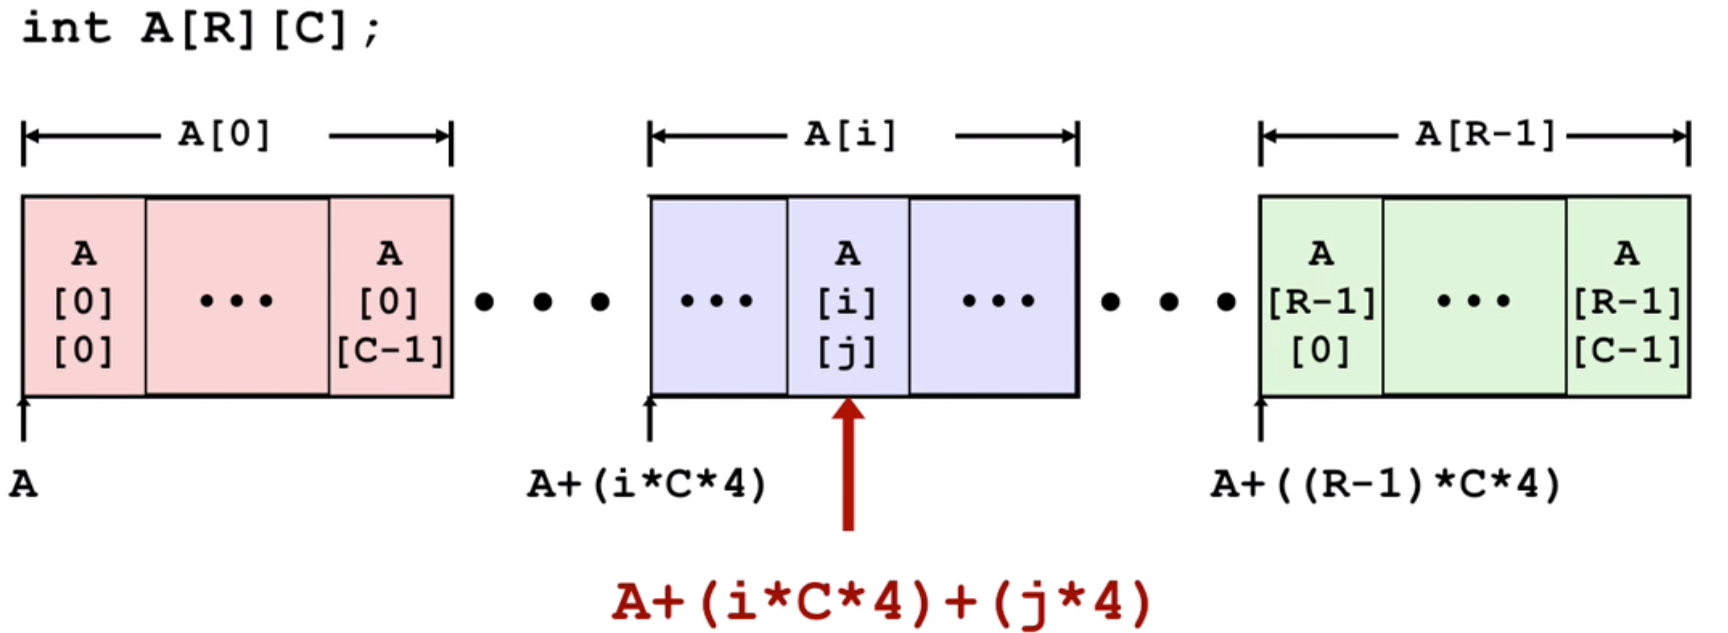 int A[R][C];
A[0] A[i] A[R-1]
A A A A A
[0] ••• [0] • • • ••• [i] ••• • • • [R-1] ••• [R-1]
[0] [C-1] [j] [0] [C-1]
A A+(i*C*4) A+((R-1)*C*4)
A+(i*C*4)+(j*4)